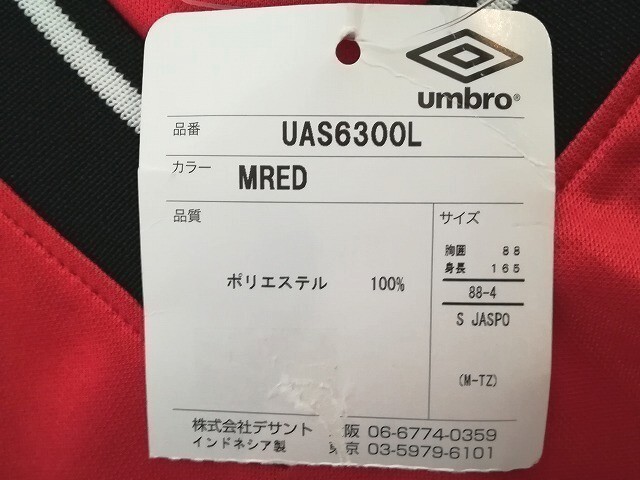 umbro®
品番 UAS6300L
カラー MRED
品質
ポリエステル 100%
サイズ
胸囲 88
身長 165
88-4
S JASPO
(M-TZ)
株式会社デサント 阪 06-6774-0359
インドネシア製 東京 03-5979-6101